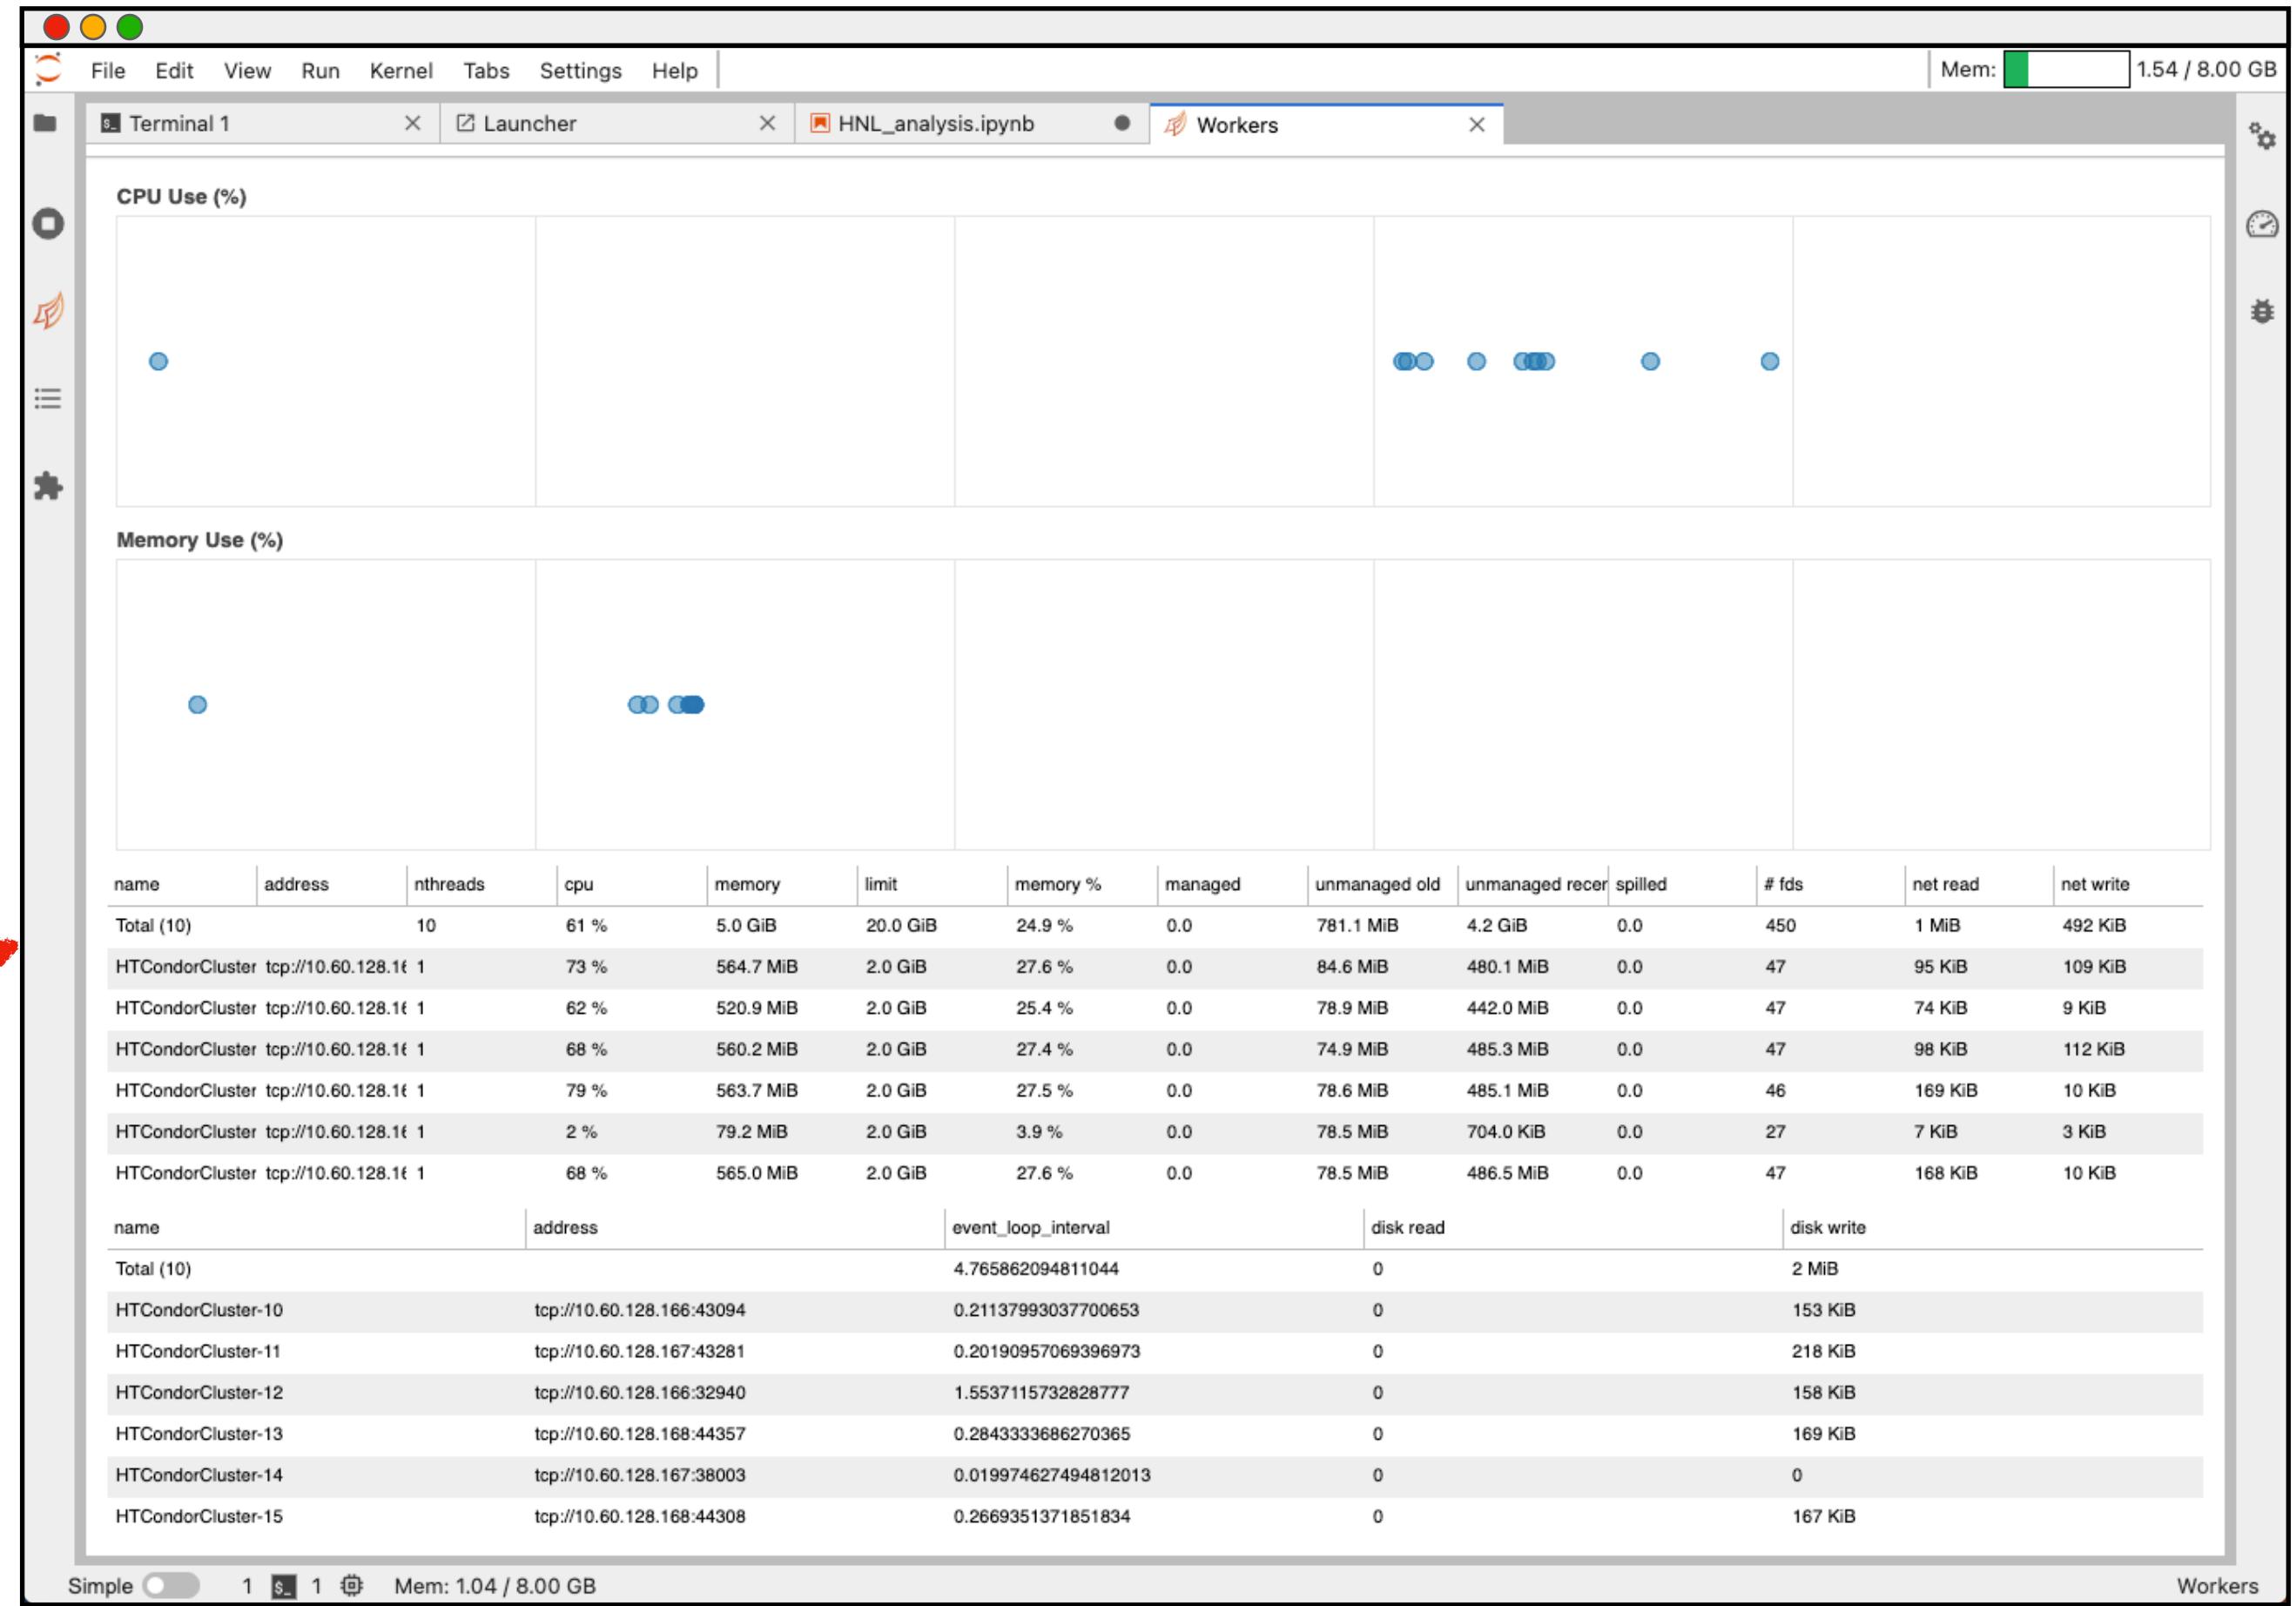 File Edit View Run Kernel Tabs Settings Help Mem: 1.54 / 8.00 GB
Terminal 1 Launcher HNL_analysis.ipynb Workers
CPU Use (%)
Memory Use (%)
name address nthreads cpu memory limit memory % managed unmanaged old unmanaged recer spilled # fds net read net write
Total (10) 10 61 % 5.0 GiB 20.0 GiB 24.9 % 0.0 781.1 MiB 4.2 GiB 0.0 450 1 MiB 492 KiB
HTCondorCluster tcp://10.60.128.16 1 73 % 564.7 MiB 2.0 GiB 27.6 % 0.0 84.6 MiB 480.1 MiB 0.0 47 95 KiB 109 KiB
HTCondorCluster tcp://10.60.128.16 1 62 % 520.9 MiB 2.0 GiB 25.4 % 0.0 78.9 MiB 442.0 MiB 0.0 47 74 KiB 9 KiB
HTCondorCluster tcp://10.60.128.16 1 68 % 560.2 MiB 2.0 GiB 27.4 % 0.0 74.9 MiB 485.3 MiB 0.0 47 98 KiB 112 KiB
HTCondorCluster tcp://10.60.128.16 1 79 % 563.7 MiB 2.0 GiB 27.5 % 0.0 78.6 MiB 485.1 MiB 0.0 46 169 KiB 10 KiB
HTCondorCluster tcp://10.60.128.16 1 2 % 79.2 MiB 2.0 GiB 3.9 % 0.0 78.5 MiB 704.0 KiB 0.0 27 7 KiB 3 KiB
HTCondorCluster tcp://10.60.128.16 1 68 % 565.0 MiB 2.0 GiB 27.6 % 0.0 78.5 MiB 486.5 MiB 0.0 47 168 KiB 10 KiB
name address event_loop_interval disk read disk write
Total (10) 4.765862094811044 0 2 MiB
HTCondorCluster-10 tcp://10.60.128.166:43094 0.21137993037700653 0 153 KiB
HTCondorCluster-11 tcp://10.60.128.167:43281 0.20190957069396973 0 218 KiB
HTCondorCluster-12 tcp://10.60.128.166:32940 1.5537115732828777 0 158 KiB
HTCondorCluster-13 tcp://10.60.128.168:44357 0.2843333686270365 0 169 KiB
HTCondorCluster-14 tcp://10.60.128.167:38003 0.019974627494812013 0 0
HTCondorCluster-15 tcp://10.60.128.168:44308 0.2669351371851834 0 167 KiB
Simple 1 $_ 1 Mem: 1.04 / 8.00 GB Workers